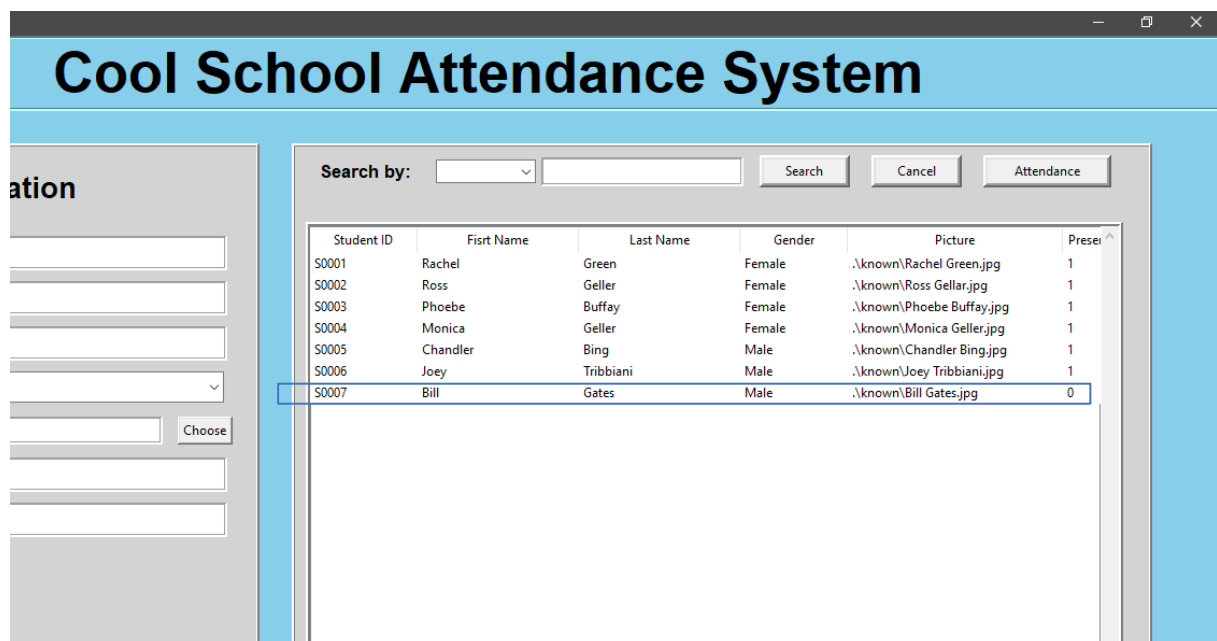 Cool School Attendance System
ation
Choose
Search by: Search Cancel Attendance
Student ID Fisrt Name Last Name Gender Picture Preser
S0001 Rachel Green Female .\known\Rachel Green.jpg 1
S0002 Ross Geller Female .\known\Ross Gellar.jpg 1
S0003 Phoebe Buffay Female .\known\Phoebe Buffay.jpg 1
S0004 Monica Geller Female .\known\Monica Geller.jpg 1
S0005 Chandler Bing Male .\known\Chandler Bing.jpg 1
S0006 Joey Tribbiani Male .\known\Joey Tribbiani.jpg 1
S0007 Bill Gates Male .\known\Bill Gates.jpg 0